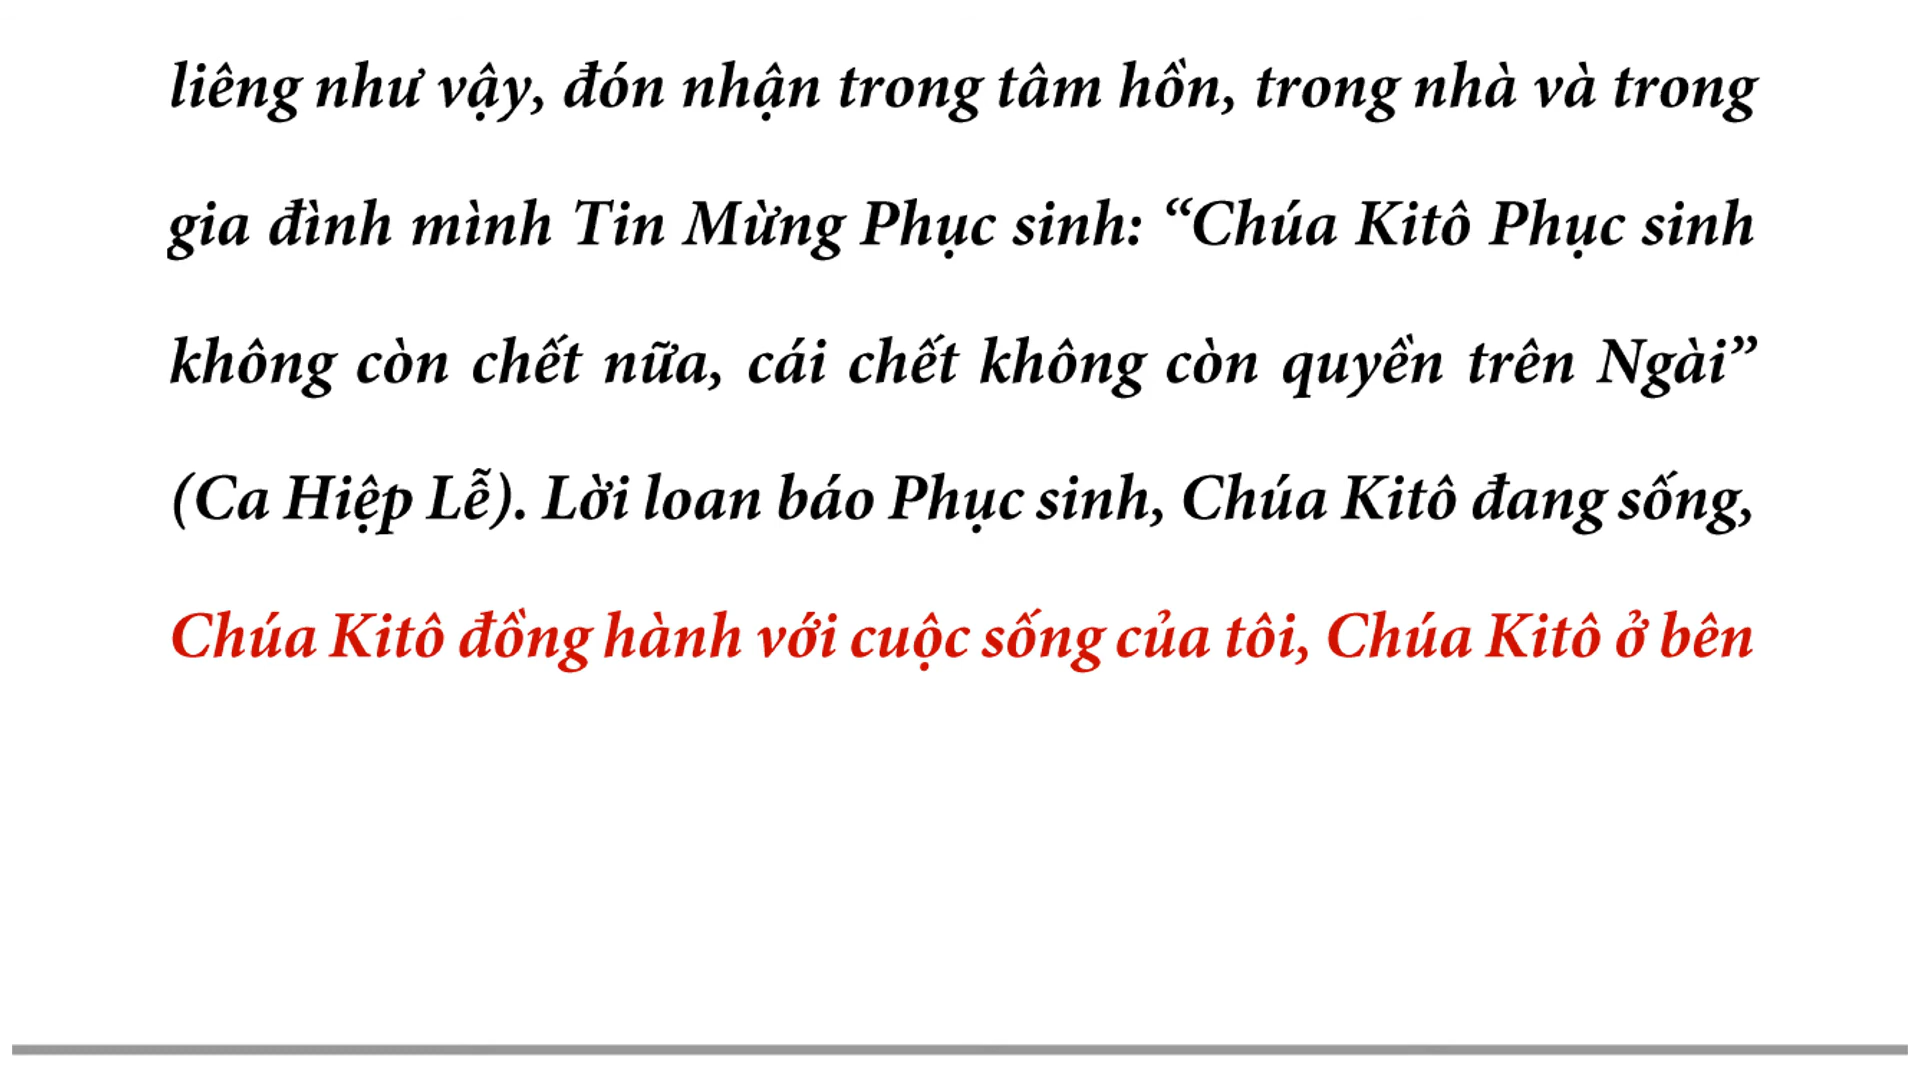 liêng như vậy, đón nhận trong tâm hồn, trong nhà và trong
gia đình mình Tin Mừng Phục sinh: “Chúa Kitô Phục sinh
không còn chết nữa, cái chết không còn quyền trên Ngài”
(Ca Hiệp Lễ). Lời loan báo Phục sinh, Chúa Kitô đang sống,
Chúa Kitô đồng hành với cuộc sống của tôi, Chúa Kitô ở bên